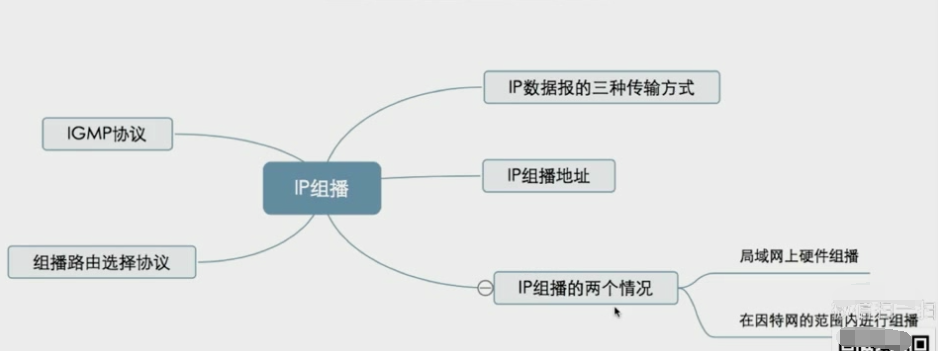 IP数据报的三种传输方式
IGMP协议
IP组播
IP组播地址
组播路由选择协议
IP组播的两个情况
局域网上硬件组播
在因特网的范围内进行组播